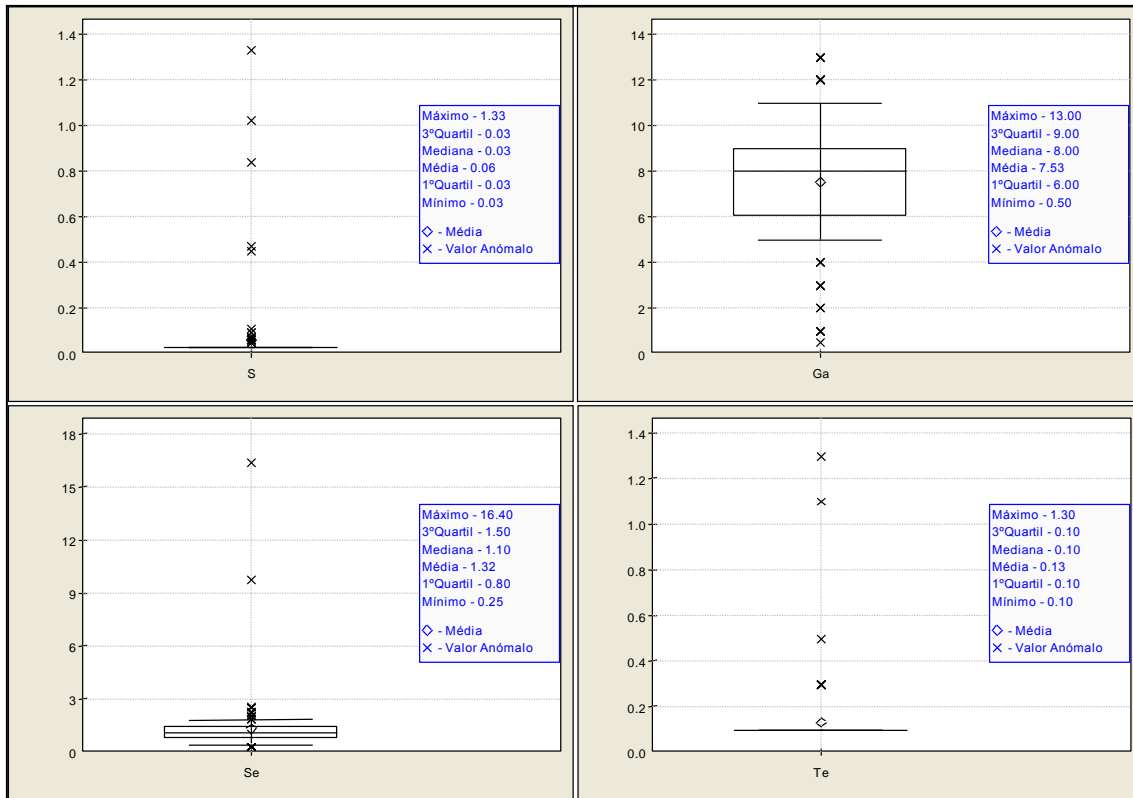 1.4
1.2
1.0
0.8
0.6
0.4
0.2
0.0
S
Máximo - 1.33
3ºQuartil - 0.03
Mediana - 0.03
Média - 0.06
1ºQuartil - 0.03
Mínimo - 0.03
- Média
- Valor Anómalo
14
12
10
8
6
4
2
0
Ga
Máximo - 13.00
3ºQuartil - 9.00
Mediana - 8.00
Média - 7.53
1ºQuartil - 6.00
Mínimo - 0.50
- Média
- Valor Anómalo
18
15
12
9
6
3
0
Se
Máximo - 16.40
3ºQuartil - 1.50
Mediana - 1.10
Média - 1.32
1ºQuartil - 0.80
Mínimo - 0.25
- Média
- Valor Anómalo
1.4
1.2
1.0
0.8
0.6
0.4
0.2
0.0
Te
Máximo - 1.30
3ºQuartil - 0.10
Mediana - 0.10
Média - 0.13
1ºQuartil - 0.10
Mínimo - 0.10
- Média
- Valor Anómalo